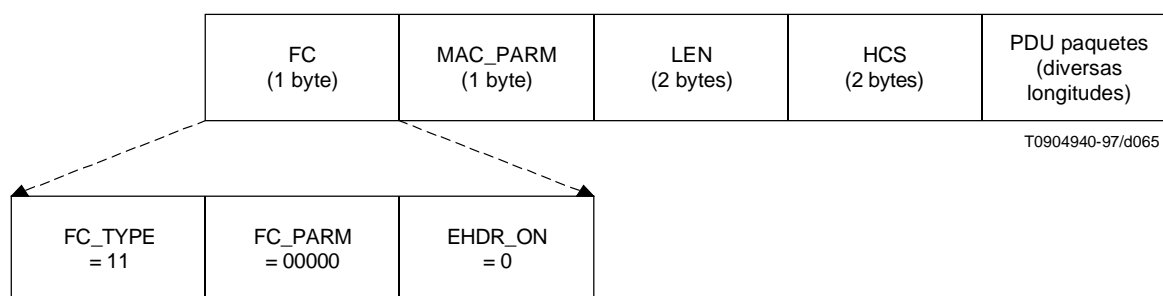 FC
(1 byte)
MAC_PARM
(1 byte)
LEN
(2 bytes)
HCS
(2 bytes)
PDU paquetes
(diversas
longitudes)
T0904940-97/d065
FC_TYPE
= 11
FC_PARM
= 00000
EHDR_ON
= 0